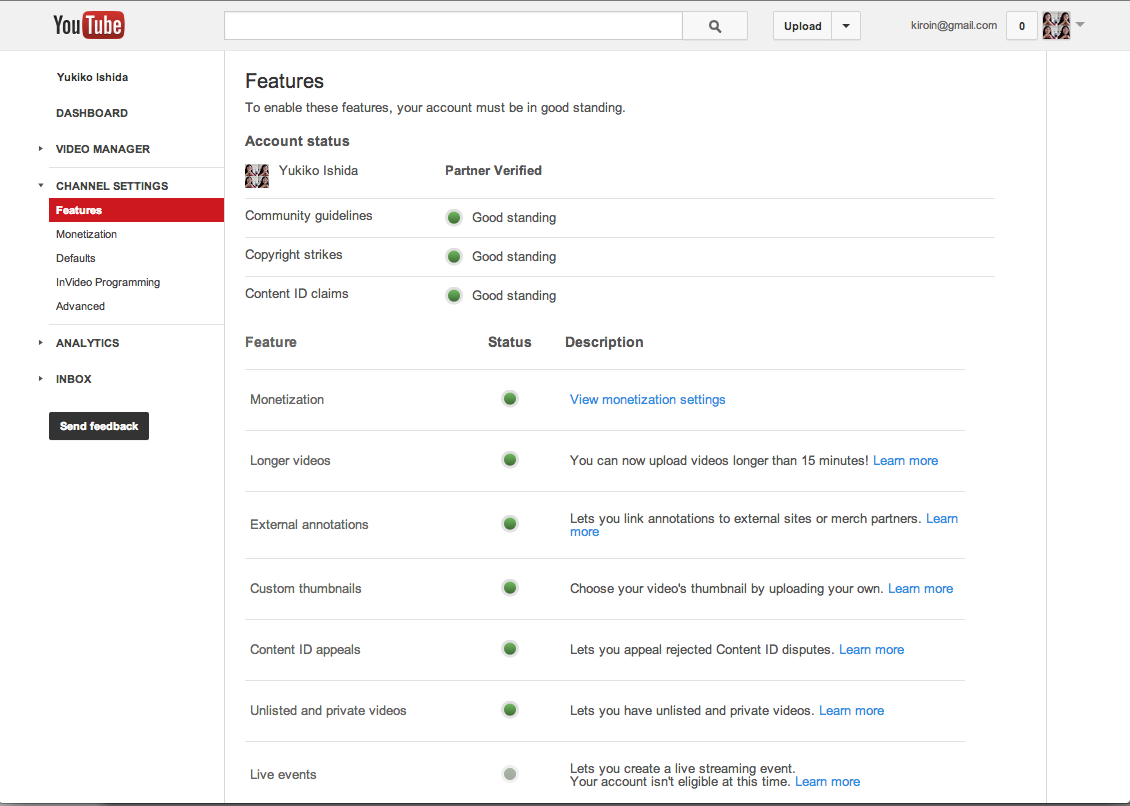 YouTube
Upload
kiroin@gmail.com
0
Yukiko Ishida
DASHBOARD
VIDEO MANAGER
CHANNEL SETTINGS
Features
Monetization
Defaults
InVideo Programming
Advanced
ANALYTICS
INBOX
Send feedback
Features
To enable these features, your account must be in good standing.
Account status
Yukiko Ishida Partner Verified
Community guidelines Good standing
Copyright strikes Good standing
Content ID claims Good standing
Feature Status Description
Monetization View monetization settings
Longer videos You can now upload videos longer than 15 minutes! Learn more
External annotations Lets you link annotations to external sites or merch partners. Learn
more
Custom thumbnails Choose your video's thumbnail by uploading your own. Learn more
Content ID appeals Lets you appeal rejected Content ID disputes. Learn more
Unlisted and private videos Lets you have unlisted and private videos. Learn more
Live events Lets you create a live streaming event.
Your account isn't eligible at this time. Learn more